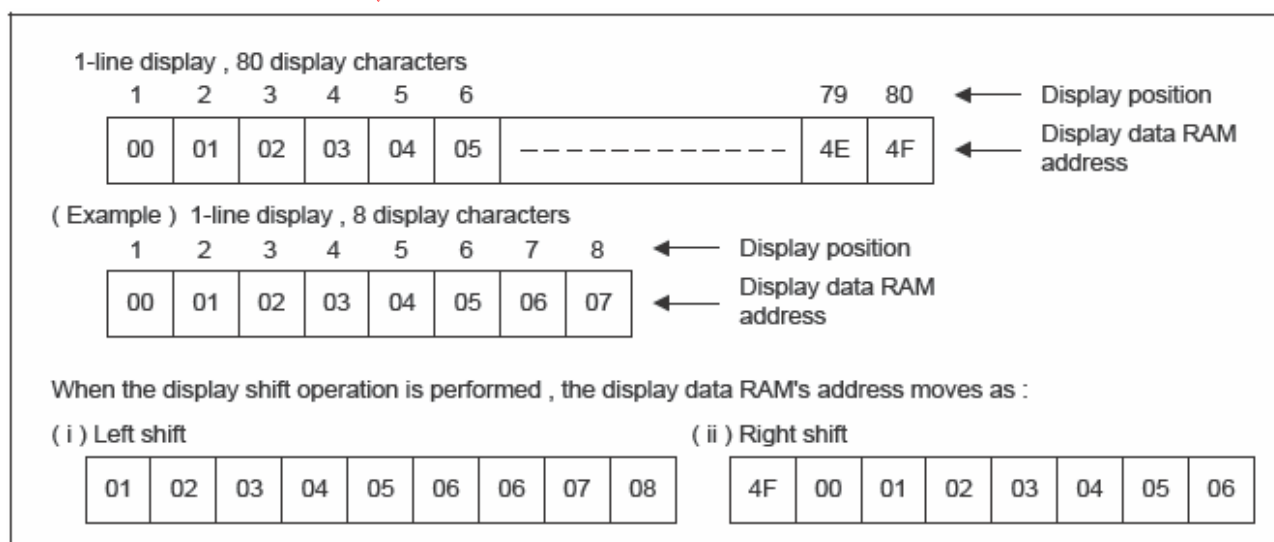 1-line display , 80 display characters
1 2 3 4 5 6 79 80 Display position
00 01 02 03 04 05 4E 4F Display data RAM address
( Example ) 1-line display , 8 display characters
1 2 3 4 5 6 7 8 Display position
00 01 02 03 04 05 06 07 Display data RAM address
When the display shift operation is performed , the display data RAM's address moves as :
( i ) Left shift ( ii ) Right shift
01 02 03 04 05 06 06 07 08 4F 00 01 02 03 04 05 06